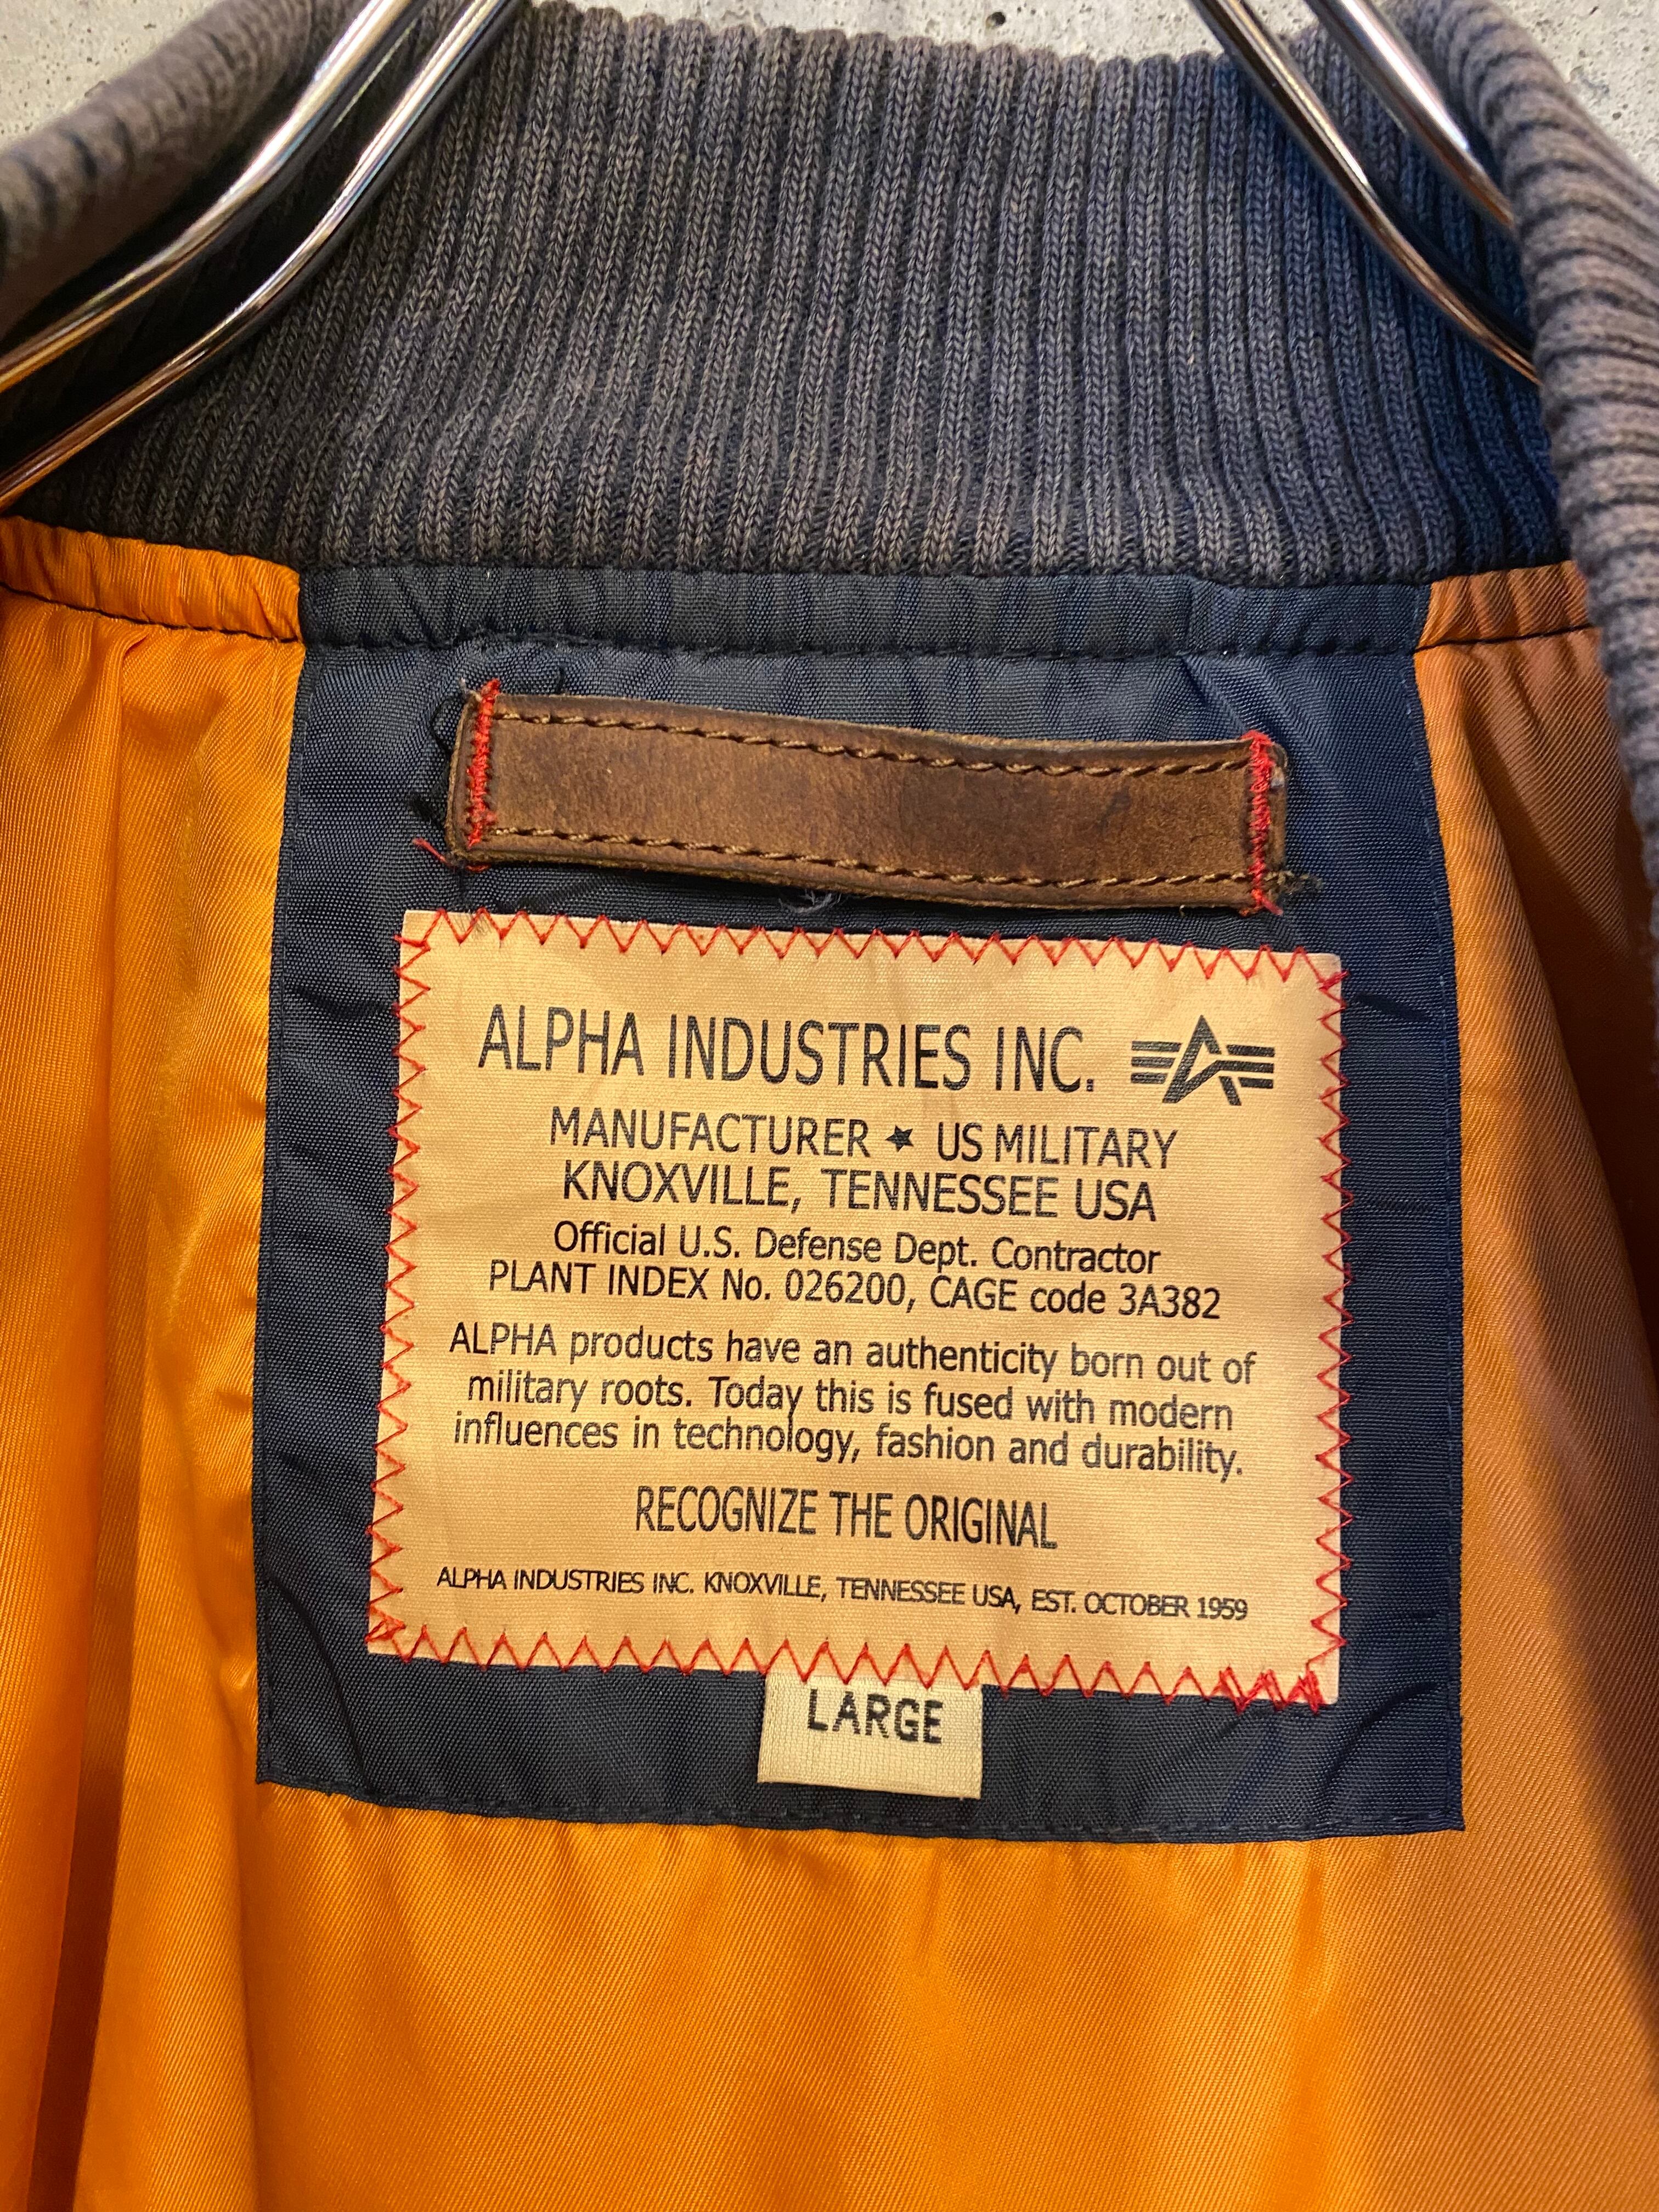 ALPHA INDUSTRIES INC.
MANUFACTURER ★ US MILITARY
KNOXVILLE, TENNESSEE USA
Official U.S. Defense Dept. Contractor
PLANT INDEX No. 026200, CAGE code 3A382
ALPHA products have an authenticity born out of
military roots. Today this is fused with modern
influences in technology, fashion and durability.
RECOGNIZE THE ORIGINAL
ALPHA INDUSTRIES INC. KNOXVILLE, TENNESSEE USA, EST. OCTOBER 1959
LARGE